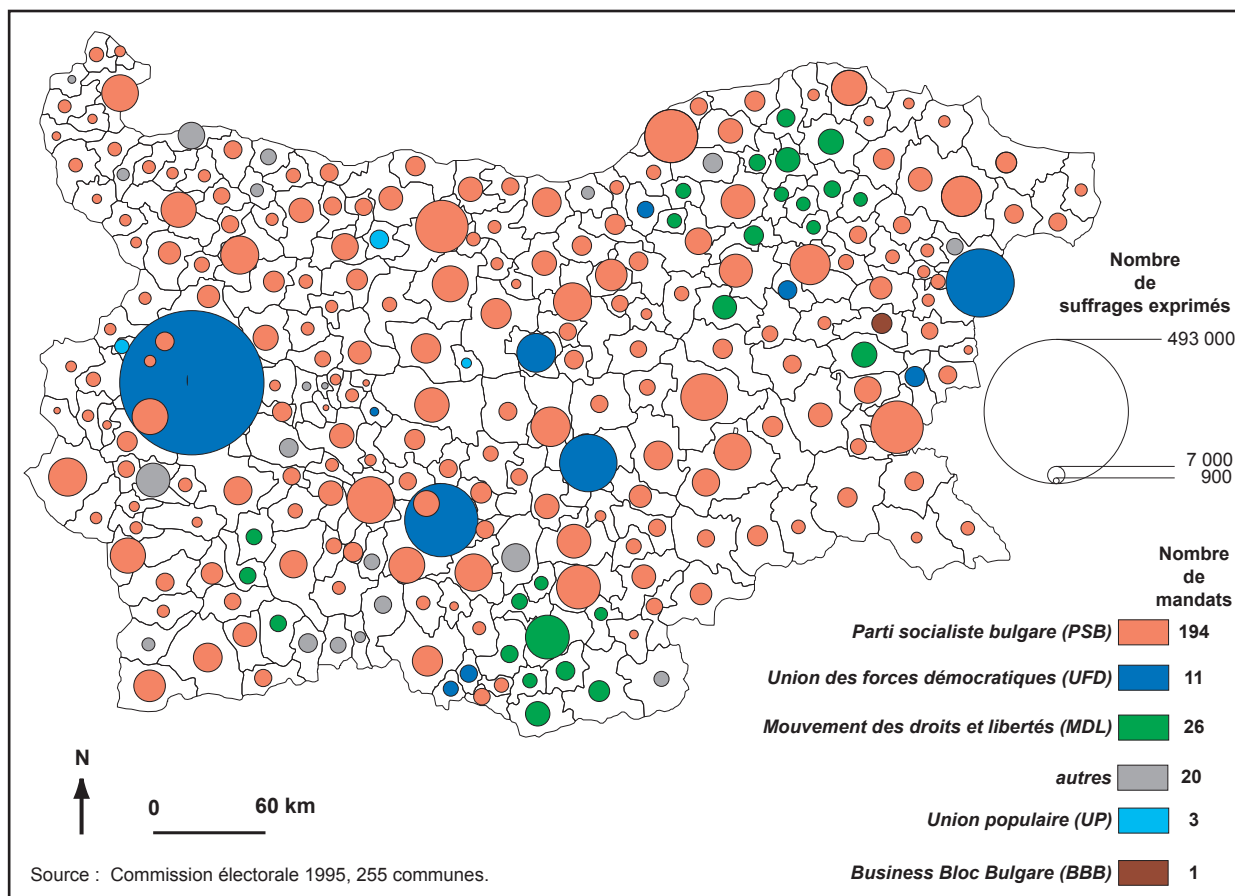 Nombre
de
suffrages exprimés
493 000
7 000
900
Nombre
de
mandats
Parti socialiste bulgare (PSB) 194
Union des forces démocratiques (UFD) 11
Mouvement des droits et libertés (MDL) 26
autres 20
Union populaire (UP) 3
Business Bloc Bulgare (BBB) 1
N
0 60 km
Source : Commission électorale 1995, 255 communes.